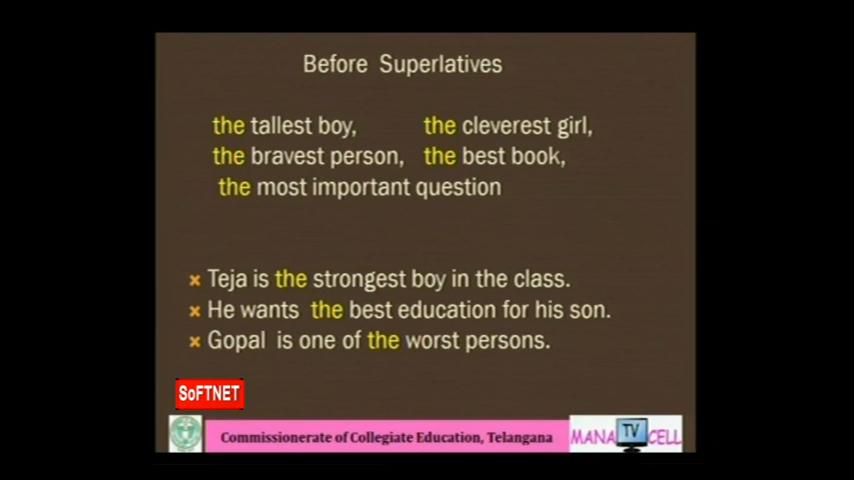 Before Superlatives
the tallest boy, the cleverest girl,
the bravest person, the best book,
the most important question
Teja is the strongest boy in the class.
He wants the best education for his son.
Gopal is one of the worst persons.
SoFTNET
Commissionerate of Collegiate Education, Telangana
MANA TV CELL